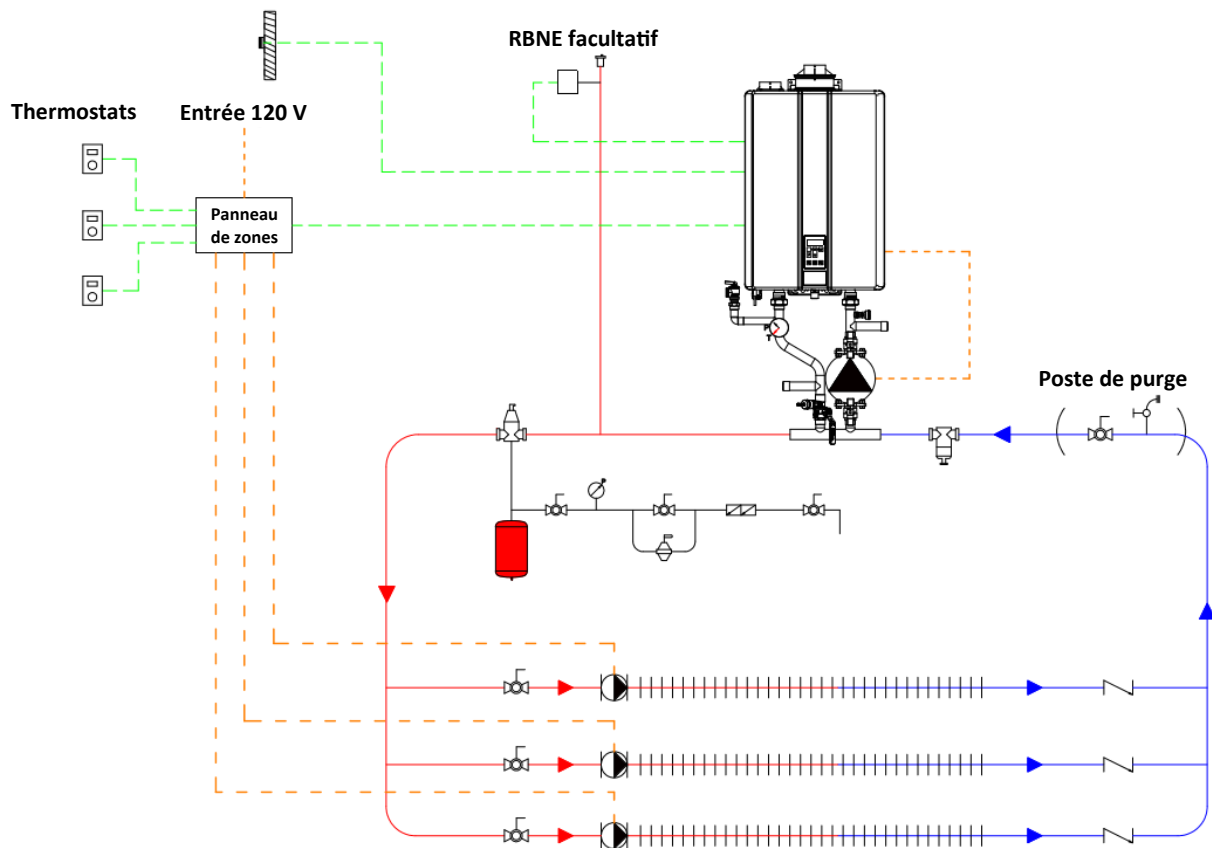 RBNE facultatif
Thermostats
Entrée 120 V
Panneau
de zones
P
T
Poste de purge